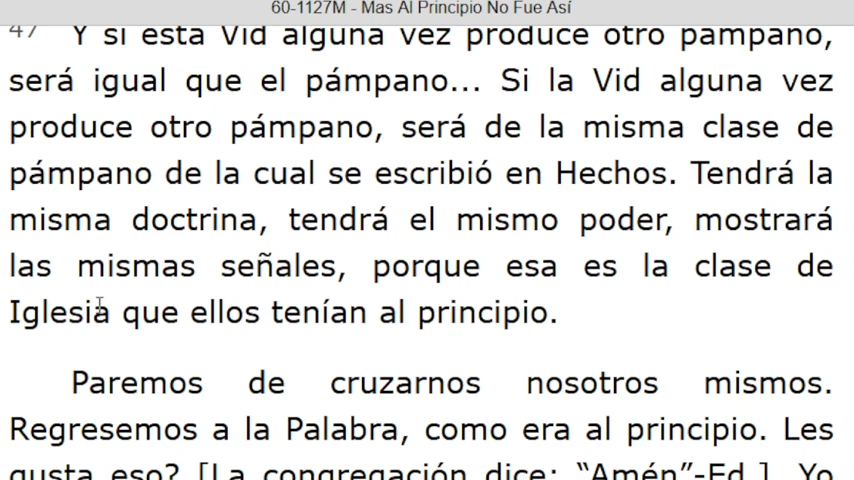 60-1127M - Mas Al Principio No Fue Así
47 Y si esta Vid alguna vez produce otro pámpano,
será igual que el pámpano... Si la Vid alguna vez
produce otro pámpano, será de la misma clase de
pámpano de la cual se escribió en Hechos. Tendrá la
misma doctrina, tendrá el mismo poder, mostrará
las mismas señales, porque esa es la clase de
Iglesia que ellos tenían al principio.
Paremos de cruzarnos nosotros mismos.
Regresemos a la Palabra, como era al principio. Les
gusta eso? [La congregación dice: “Amén”-Ed.]. Yo